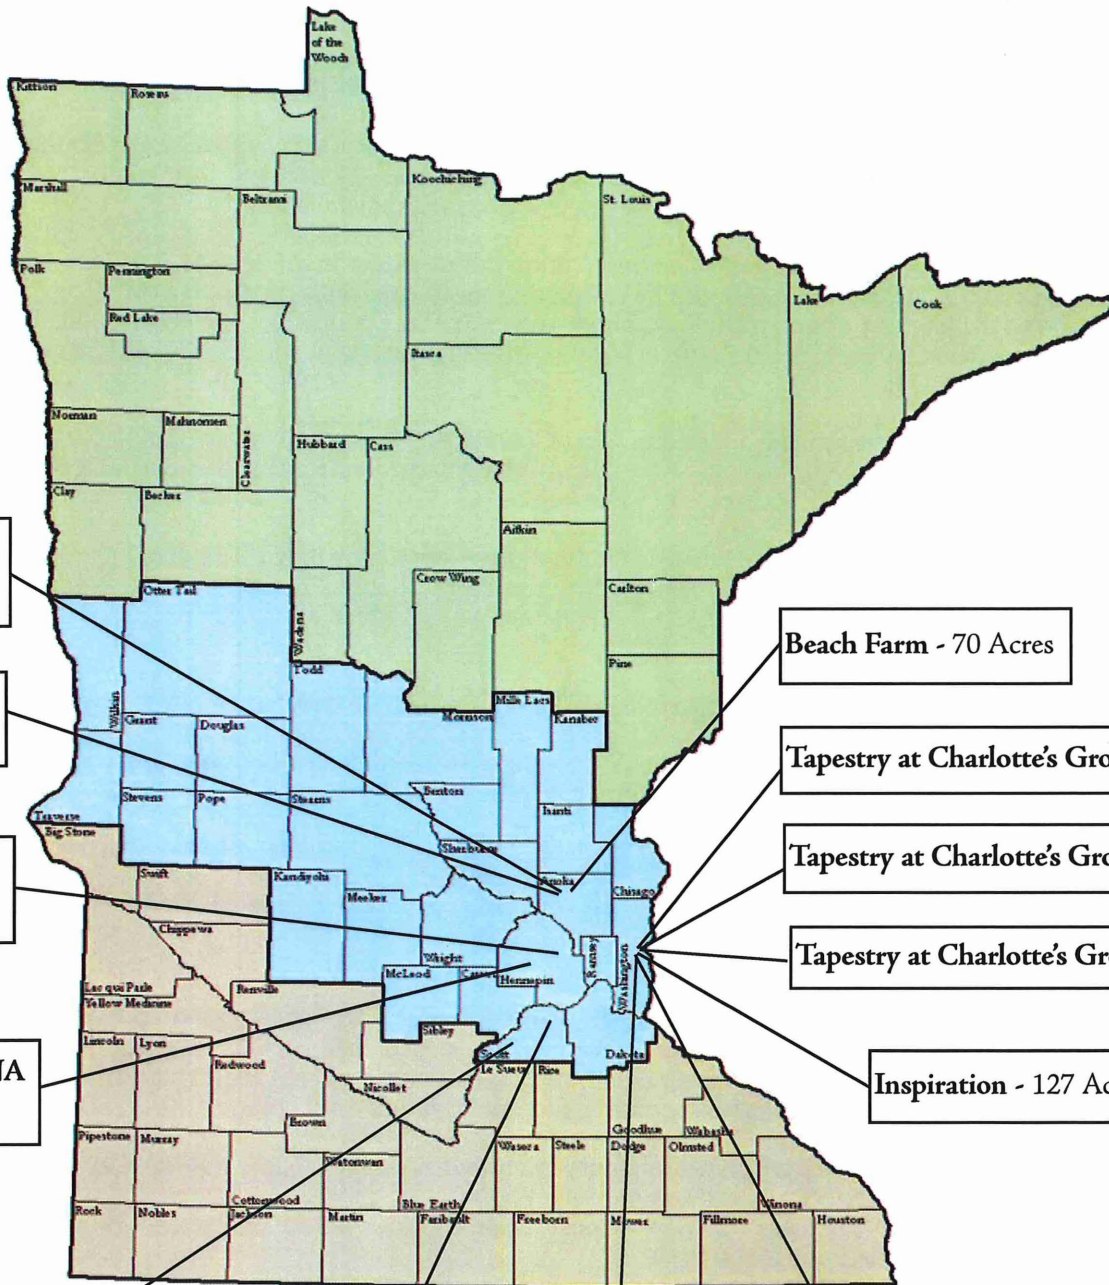 Lake
of the
Woods
Kittson
Roseau
Koochiching
Marshall
Beltrami
St. Louis
Polk
Pennington
Lake
Cook
Red Lake
Itasca
Norman
Mahnomen
Clearwater
Hubbard
Cass
Clay
Becker
Aitkin
Crow Wing
Carlton
Otter Tail
Wadena
Beach Farm - 70 Acres
Pine
Todd
Wilkin
Mille Lacs
Grant
Douglas
Morrison
Kanabec
Tapestry at Charlotte's Gro
Stevens
Pope
Stearns
Benton
Isanti
Traverse
Big Stone
Sherburne
Tapestry at Charlotte's Gro
Swift
Kandiyohi
Anoka
Chisago
Meeker
Chippewa
Wright
Ramsey
Washington
Tapestry at Charlotte's Gro
McLeod
Carver
Hennepin
Lac qui Parle
Renville
Yellow Medicine
Sibley
Lincoln
Lyon
Scott
Dakota
NA
Redwood
Le Sueur
Rice
Inspiration - 127 Ac
Nicollet
Brown
Goodhue
Wabasha
Pipestone
Murray
Waseca
Steele
Dodge
Olmsted
Watonwan
Cottonwood
Blue Earth
Winona
Rock
Nobles
Jackson
Martin
Faribault
Freeborn
Mower
Fillmore
Houston